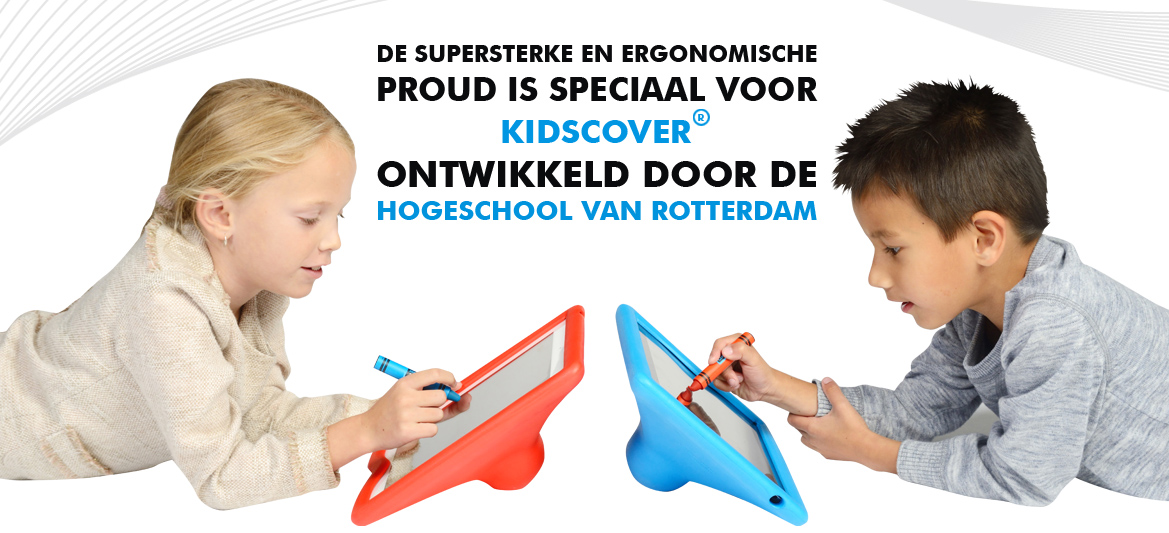 DE SUPERSTERKE EN ERGONOMISCHE
PROUD IS SPECIAAL VOOR
KIDSCOVER®
ONTWIKKELD DOOR DE
HOGESCHOOL VAN ROTTERDAM